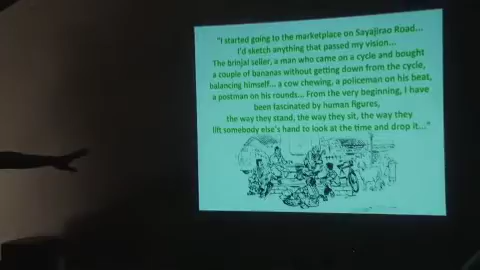 "I started going to the marketplace on Sayajirao Road...
I'd sketch anything that passed my vision...
The brinjal seller, a man who came on a cycle and bought
a couple of bananas without getting down from the cycle,
balancing himself... a cow chewing, a policeman on his beat,
a postman on his rounds... From the very beginning, I have
been fascinated by human figures,
the way they stand, the way they sit, the way they
lift somebody else's hand to look at the time and drop it..."